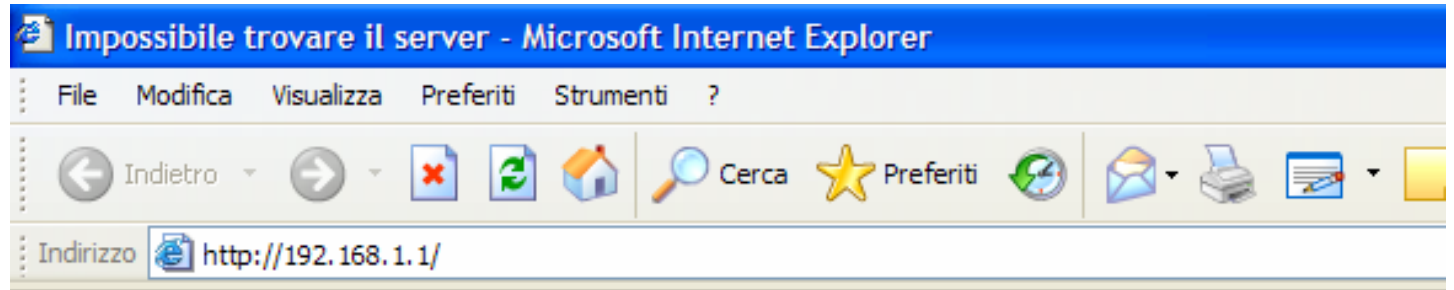 Impossibile trovare il server - Microsoft Internet Explorer
File Modifica Visualizza Preferiti Strumenti ?
Indietro Cerca Preferiti
Indirizzo http://192.168.1.1/